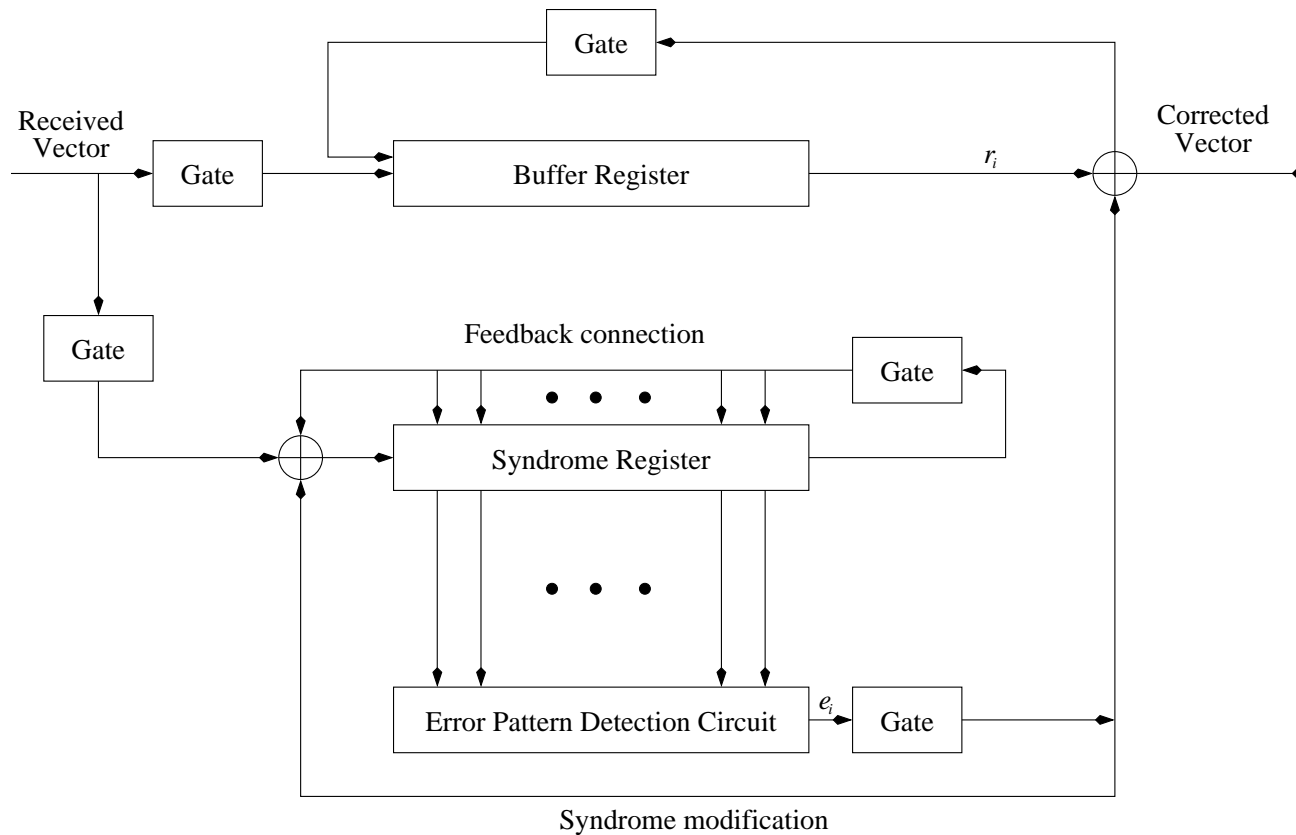 Gate
Received
Vector
Corrected
Vector
Gate
Buffer Register
r_i
Gate
Feedback connection
Gate
Syndrome Register
Error Pattern Detection Circuit
e_i
Gate
Syndrome modification